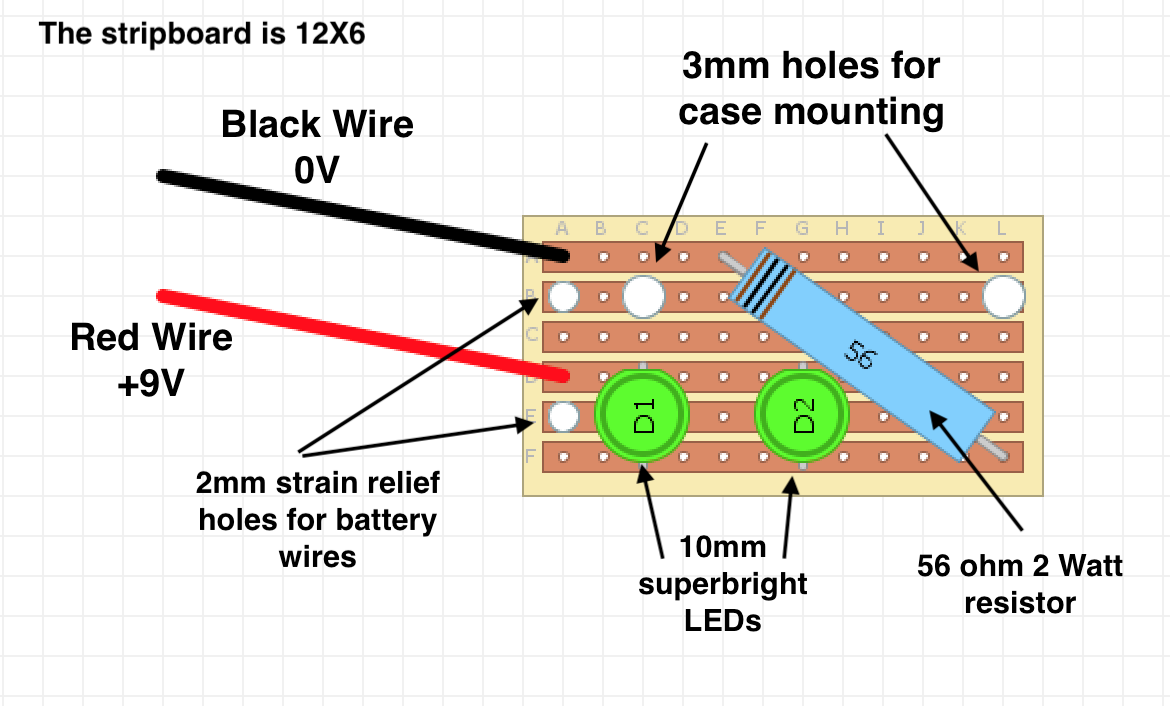 The stripboard is 12X6
3mm holes for
case mounting
Black Wire
0V
A B C D E F G H I J K L
A
B
C
D
E
F
Red Wire
+9V
56
D1
D2
2mm strain relief
holes for battery
wires
10mm
superbright
LEDs
56 ohm 2 Watt
resistor